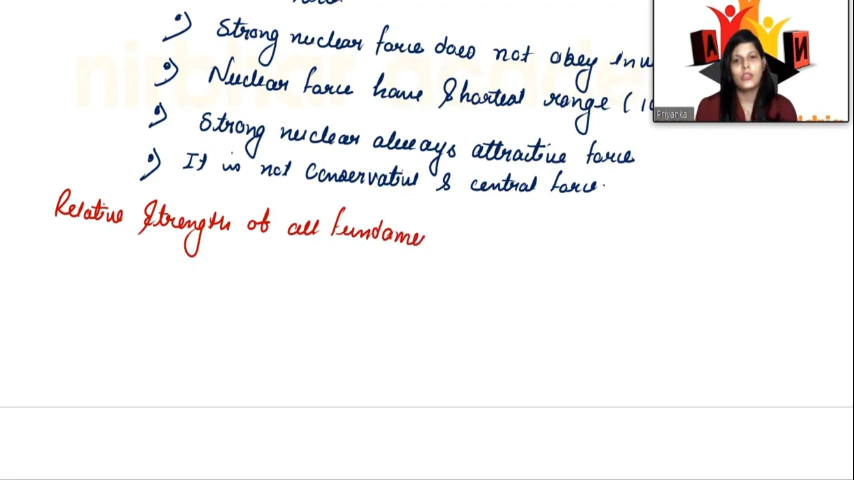 •) Strong nuclear force does not obey inv
•) Nuclear force have shortest range (10
•) Strong nuclear always attractive force
•) It is not conservative & central force.
Relative Strength of all fundame
Priyanka
A N